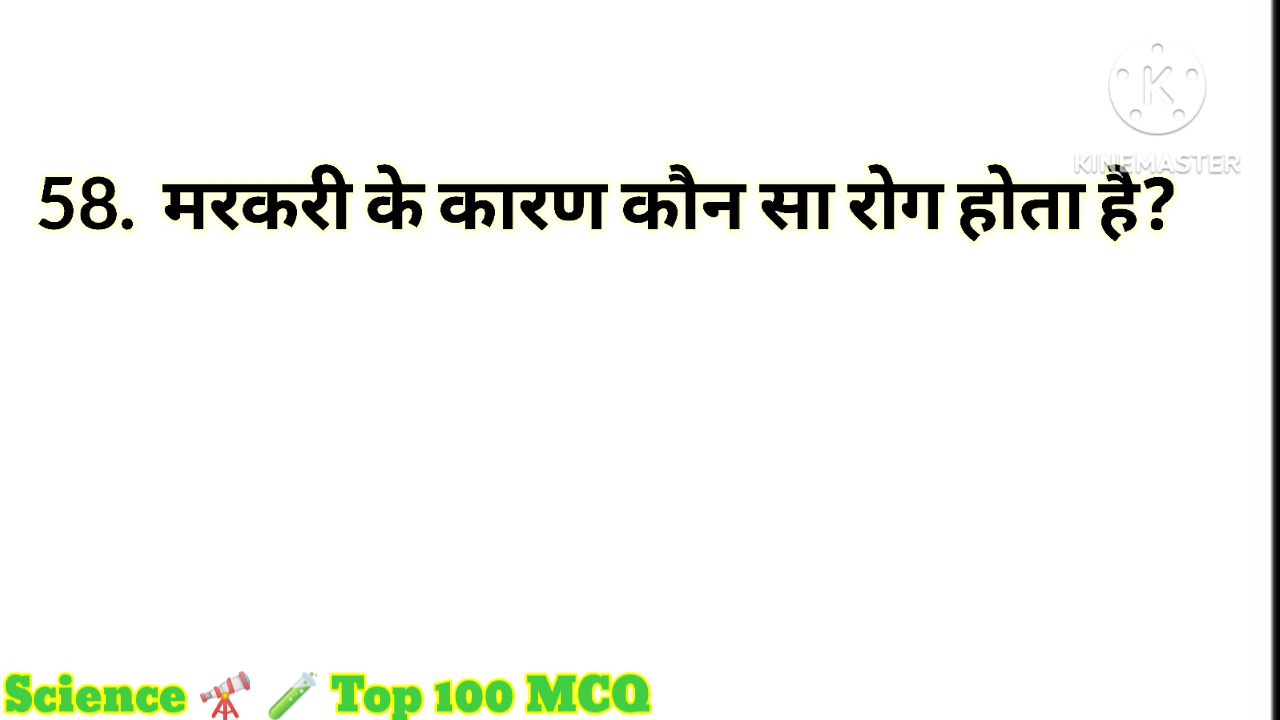 KINEMASTER
58. मरकरी के कारण कौन सा रोग होता है?
Science 🔭 🧪 Top 100 MCQ